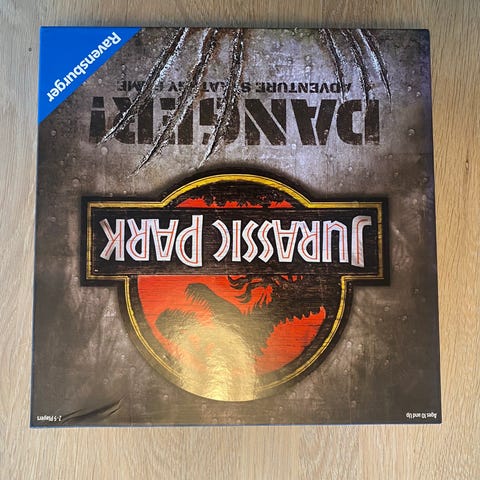 Ages 10 and Up
2-5 Players
JURASSIC PARK
DANGER!
ADVENTURE STRATEGY GAME
Ravensburger